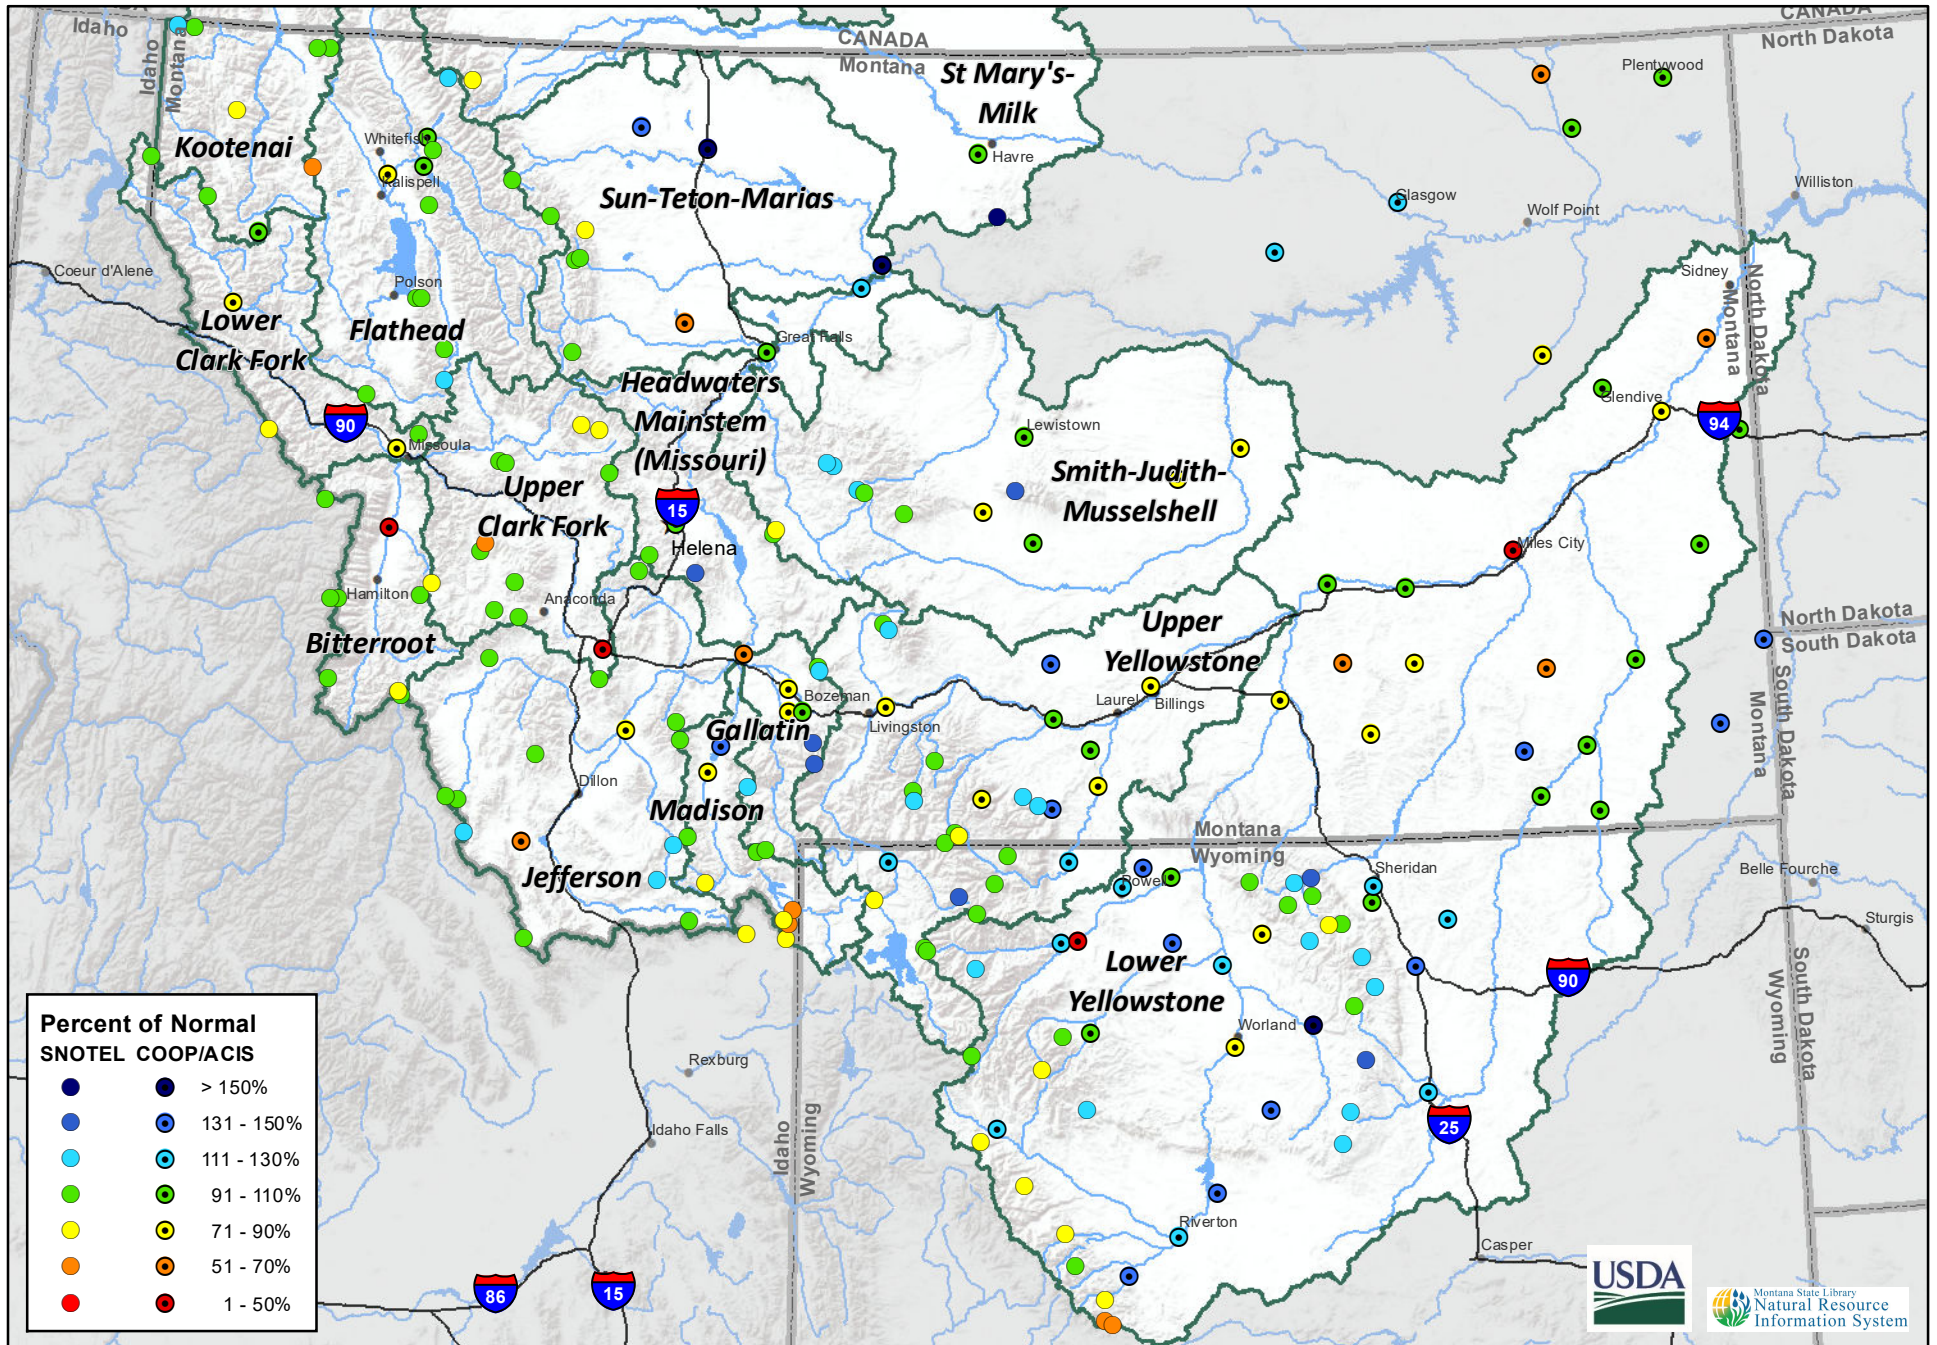 CANADA
Idaho
Idaho
Montana
CANADA
Montana
CANADA
North Dakota
St Mary's-
Milk
Plentywood
Kootenai
Whitefish
Havre
Kalispell
Sun-Teton-Marias
Glasgow
Wolf Point
Williston
Coeur d'Alene
Polson
Sidney
Montana
North Dakota
Lower
Clark Fork
Flathead
Great Falls
Headwaters
Mainstem
(Missouri)
90
Missoula
Lewistown
Glendive
94
Smith-Judith-
Musselshell
Upper
Clark Fork
15
Helena
Miles City
Hamilton
Anaconda
Bitterroot
Upper
Yellowstone
North Dakota
South Dakota
Bozeman
Livingston
Laurel
Billings
Gallatin
Montana
South Dakota
Dillon
Madison
Montana
Wyoming
Jefferson
Powell
Sheridan
Belle Fourche
Sturgis
Lower
Yellowstone
90
South Dakota
Wyoming
Worland
Rexburg
Idaho Falls
Idaho
Wyoming
25
Riverton
Casper
86
15
Percent of Normal
SNOTEL COOP/ACIS
> 150%
131 - 150%
111 - 130%
91 - 110%
71 - 90%
51 - 70%
1 - 50%
USDA
Montana State Library
Natural Resource
Information System